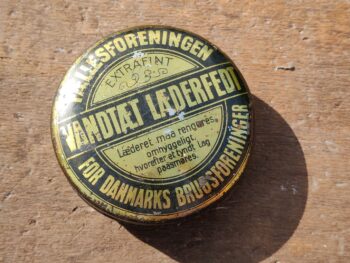 FÆLLESFORENINGEN
EXTRAFINT
VANDTÆT LÆDERFEDT
Læderet maa rengøres
omhyggeligt,
hvorefter et tyndt Lag
paasmøres.
FOR DANMARKS BRUGSFORENINGER